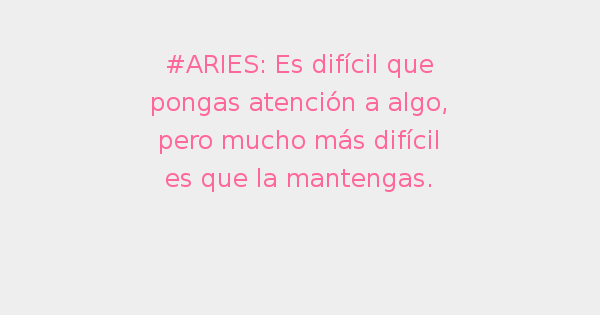 #ARIES: Es difícil que
pongas atención a algo,
pero mucho más difícil
es que la mantengas.